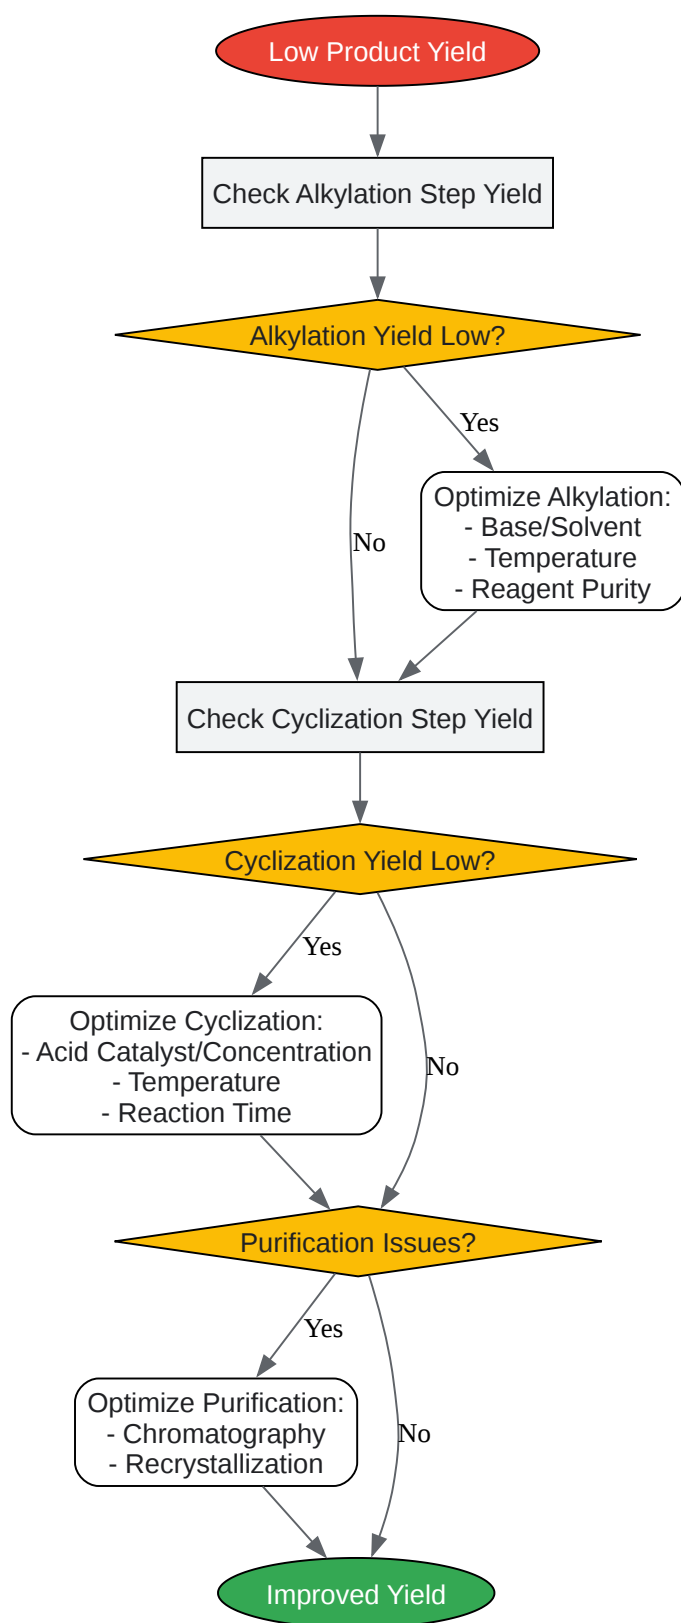 Low Product Yield
Check Alkylation Step Yield
Alkylation Yield Low?
Yes
Optimize Alkylation:
- Base/Solvent
- Temperature
- Reagent Purity
No
Check Cyclization Step Yield
Cyclization Yield Low?
Yes
Optimize Cyclization:
- Acid Catalyst/Concentration
- Temperature
- Reaction Time
No
Purification Issues?
Yes
Optimize Purification:
- Chromatography
- Recrystallization
No
Improved Yield